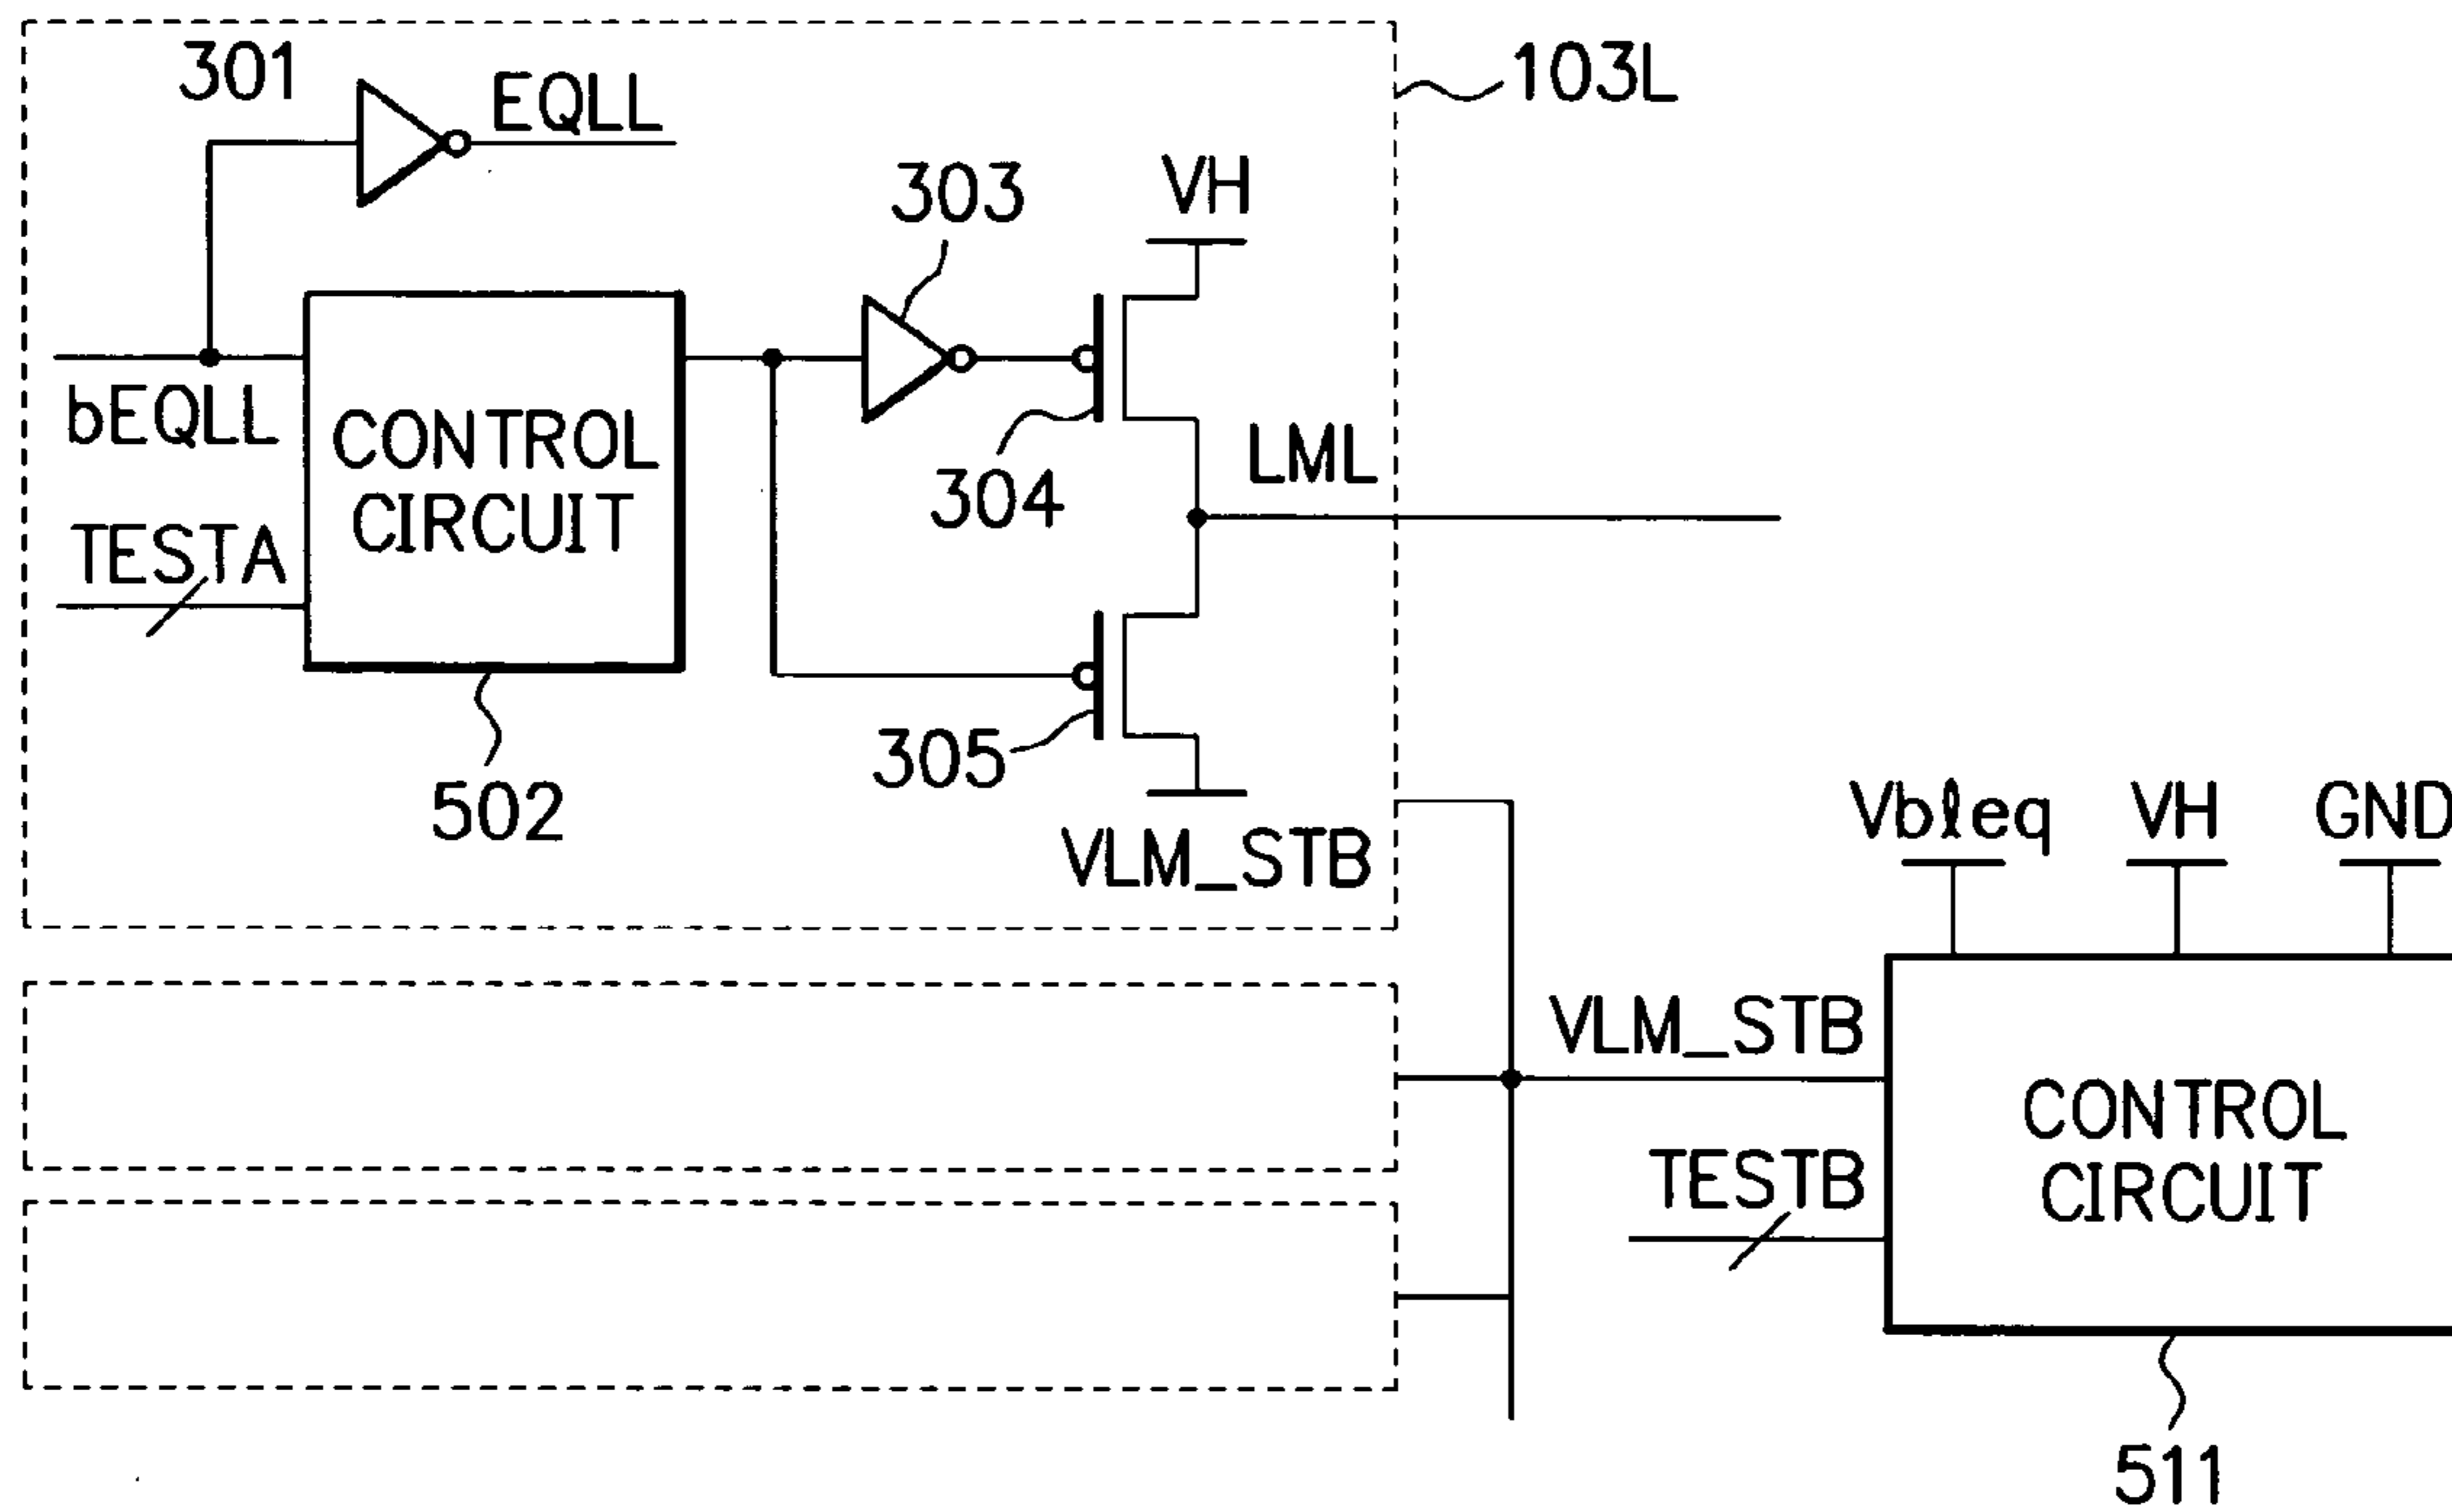 301
EQLL
103L
303
VH
bEQLL
CONTROL
CIRCUIT
304
LML
TESTA
305
502
VLM_STB
Vbleq
VH
GND
VLM_STB
CONTROL
CIRCUIT
TESTB
511